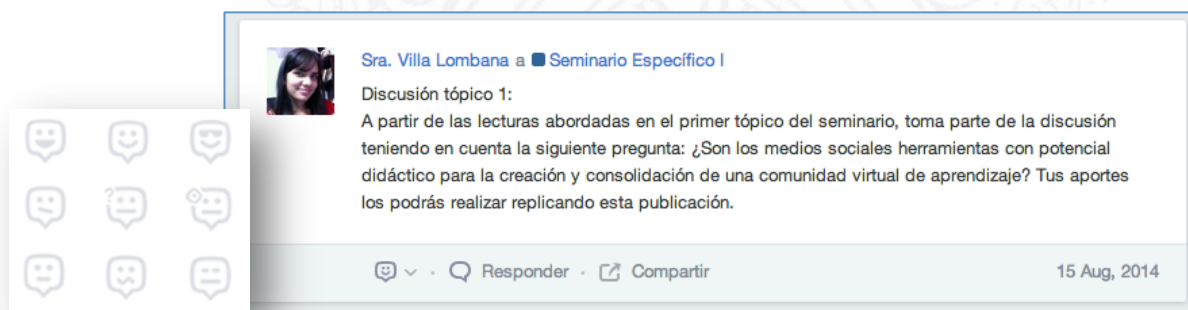 Sra. Villa Lombana a Seminario Específico I
Discusión tópico 1:
A partir de las lecturas abordadas en el primer tópico del seminario, toma parte de la discusión
teniendo en cuenta la siguiente pregunta: ¿Son los medios sociales herramientas con potencial
didáctico para la creación y consolidación de una comunidad virtual de aprendizaje? Tus aportes
los podrás realizar replicando esta publicación.
Responder · Compartir 15 Aug, 2014